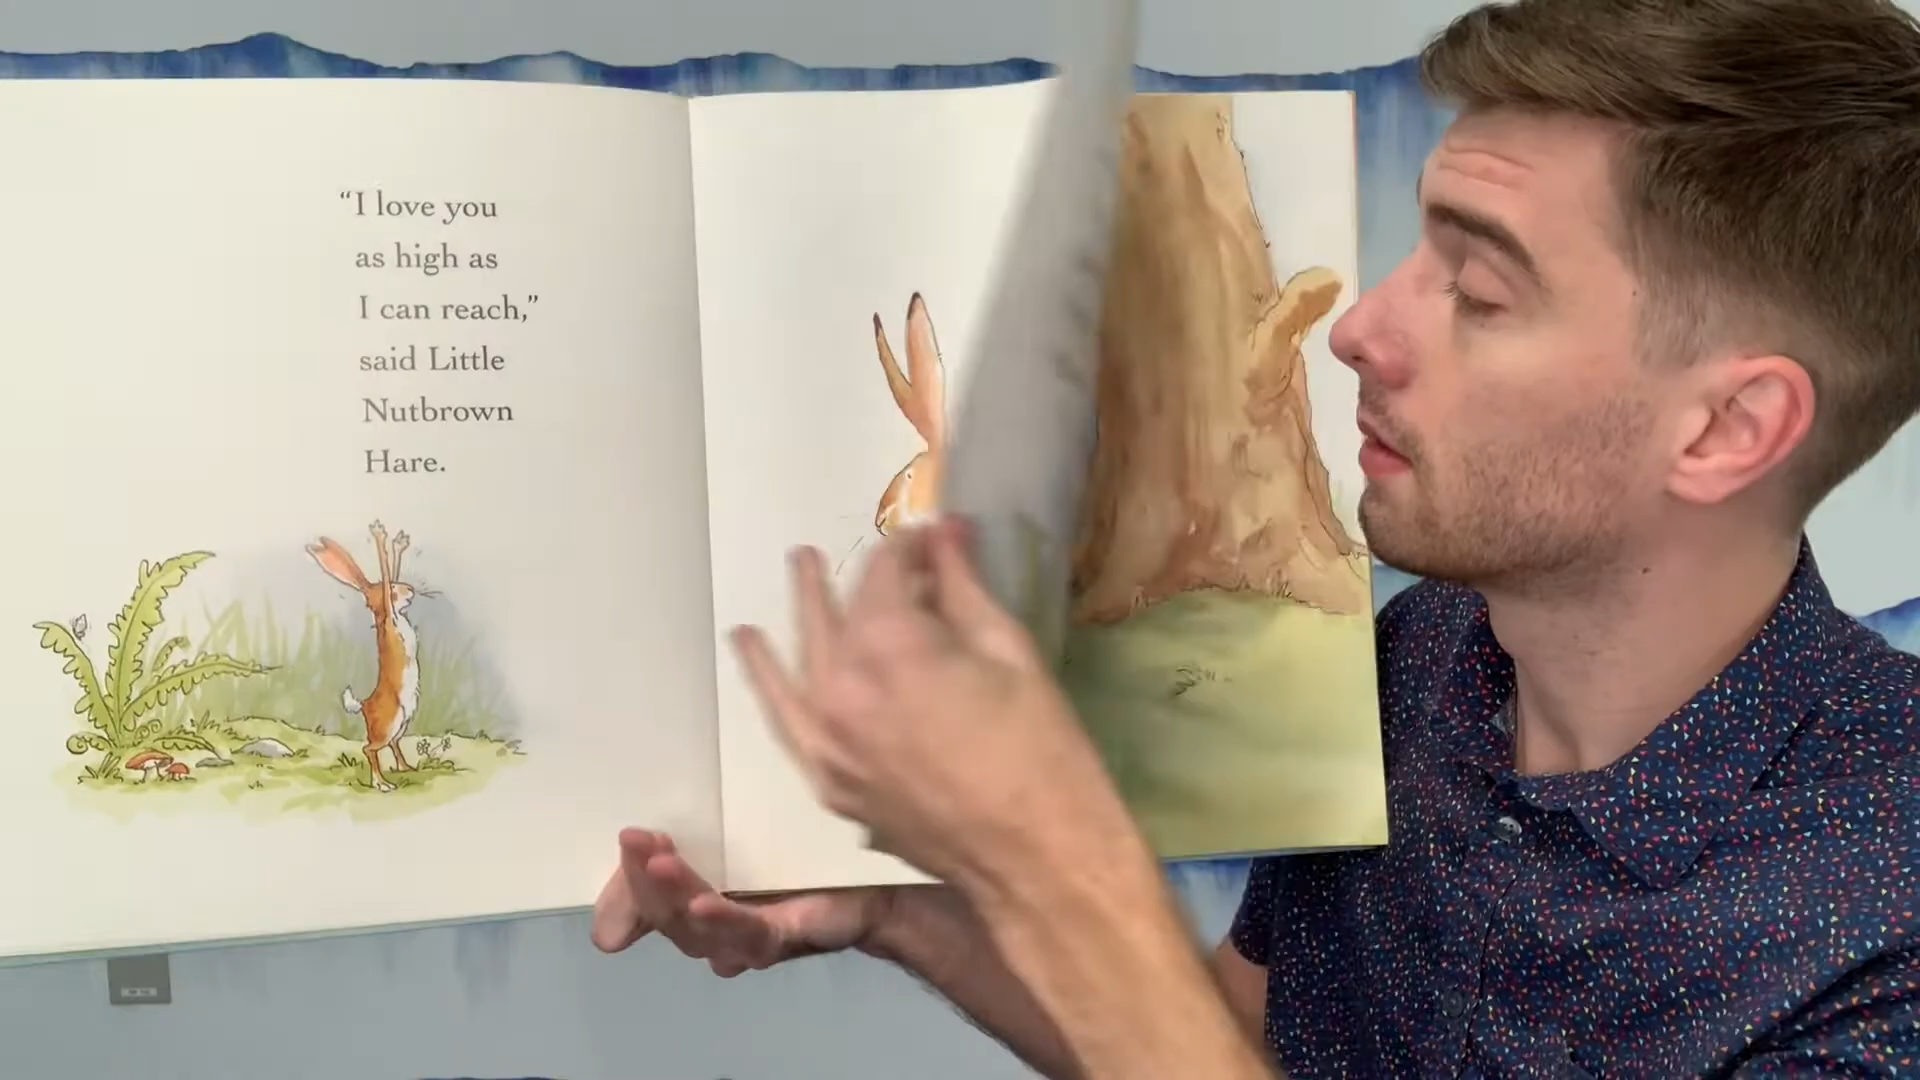 “I love you
as high as
I can reach,”
said Little
Nutbrown
Hare.